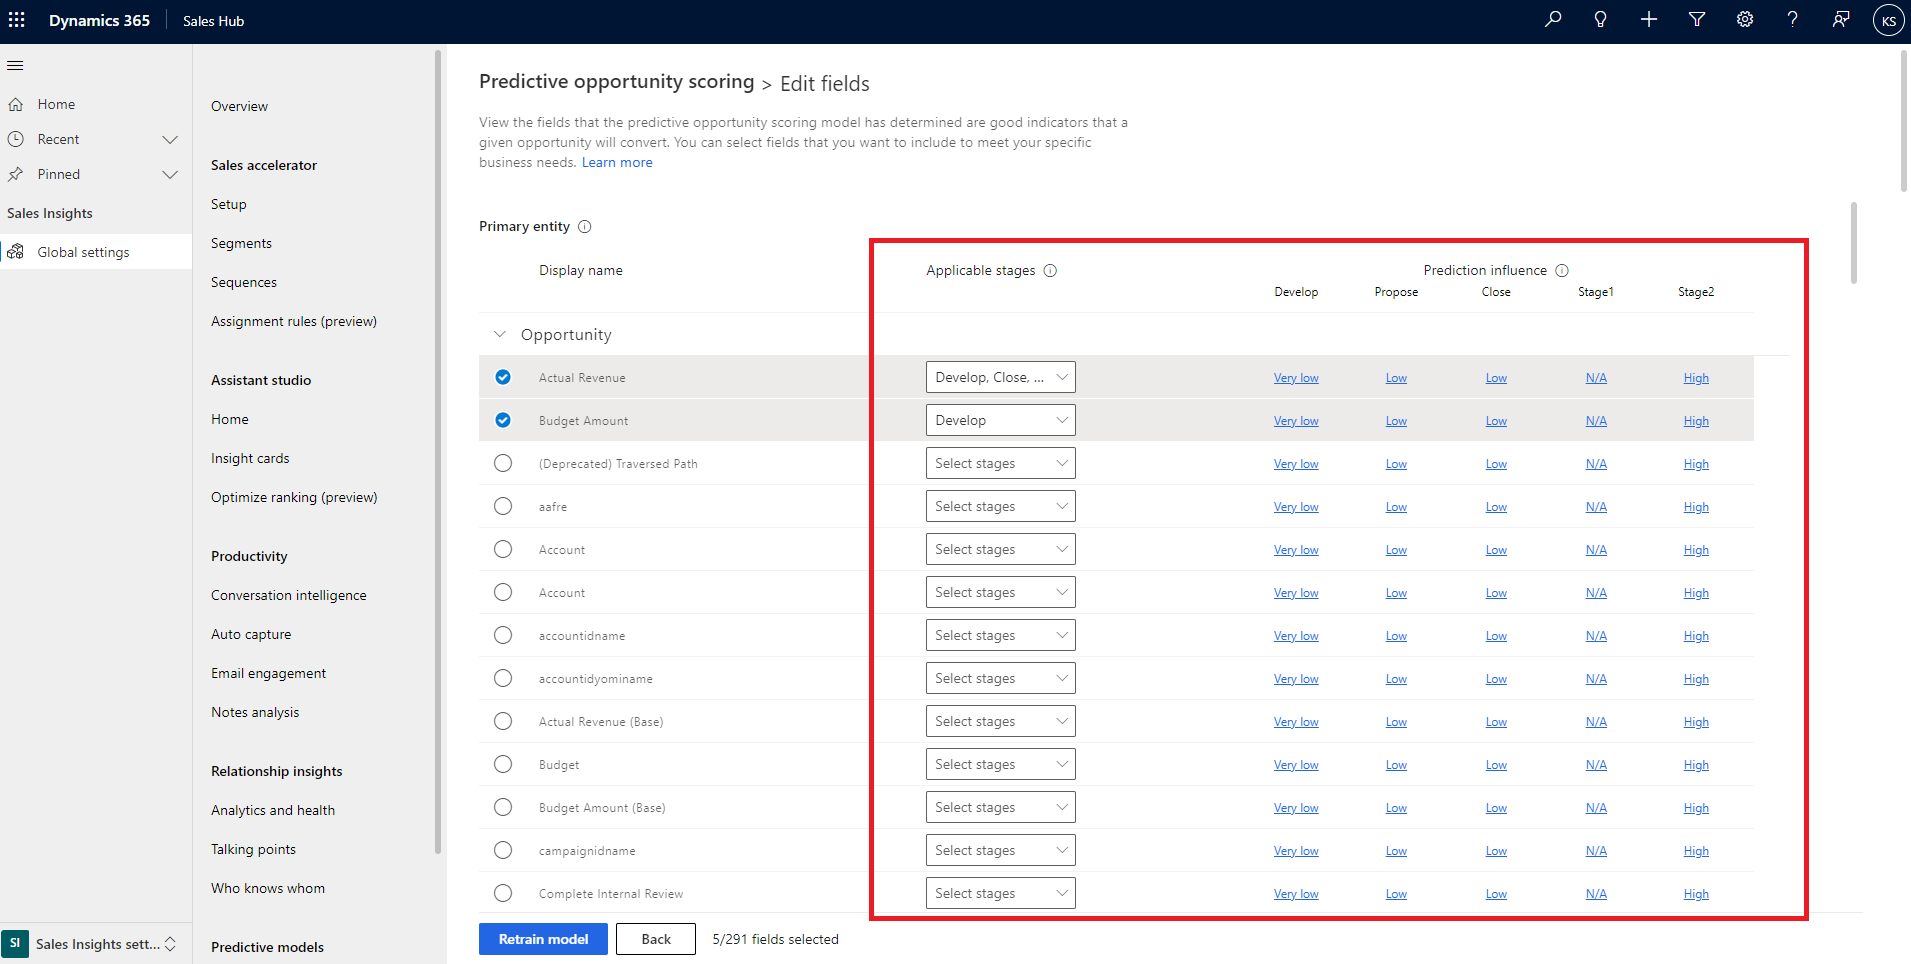 Dynamics 365
Sales Hub
KS
Home
Recent
Pinned
Sales Insights
Global settings
SI
Sales Insights sett...
Overview
Sales accelerator
Setup
Segments
Sequences
Assignment rules (preview)
Assistant studio
Home
Insight cards
Optimize ranking (preview)
Productivity
Conversation intelligence
Auto capture
Email engagement
Notes analysis
Relationship insights
Analytics and health
Talking points
Who knows whom
Predictive models
Predictive opportunity scoring > Edit fields
View the fields that the predictive opportunity scoring model has determined are good indicators that a
given opportunity will convert. You can select fields that you want to include to meet your specific
business needs. Learn more
Primary entity
Display name Applicable stages Prediction influence
Develop Propose Close Stage1 Stage2
Opportunity
Actual Revenue Develop, Close, ... Very low Low Low N/A High
Budget Amount Develop Very low Low Low N/A High
(Deprecated) Traversed Path Select stages Very low Low Low N/A High
aafre Select stages Very low Low Low N/A High
Account Select stages Very low Low Low N/A High
Account Select stages Very low Low Low N/A High
accountidname Select stages Very low Low Low N/A High
accountidyominame Select stages Very low Low Low N/A High
Actual Revenue (Base) Select stages Very low Low Low N/A High
Budget Select stages Very low Low Low N/A High
Budget Amount (Base) Select stages Very low Low Low N/A High
campaignidname Select stages Very low Low Low N/A High
Complete Internal Review Select stages Very low Low Low N/A High
Retrain model Back 5/291 fields selected